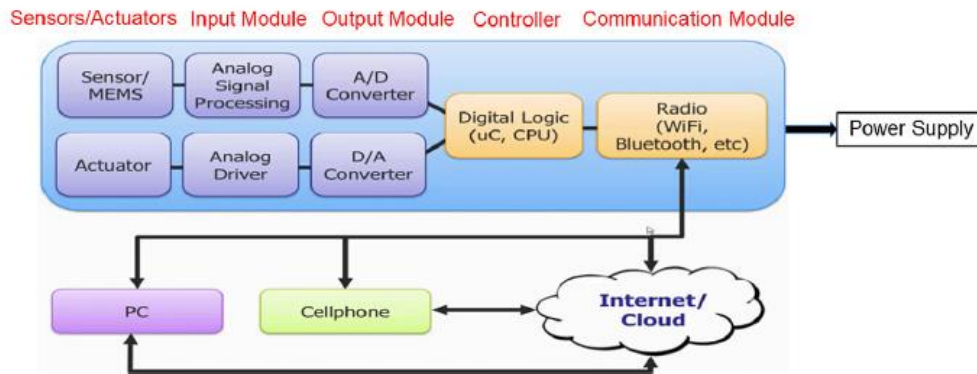 Sensors/Actuators Input Module Output Module Controller Communication Module
Sensor/
MEMS
Analog
Signal
Processing
A/D
Converter
Digital Logic
(uC, CPU)
Radio
(WiFi,
Bluetooth, etc)
Power Supply
Actuator
Analog
Driver
D/A
Converter
PC
Cellphone
Internet/
Cloud